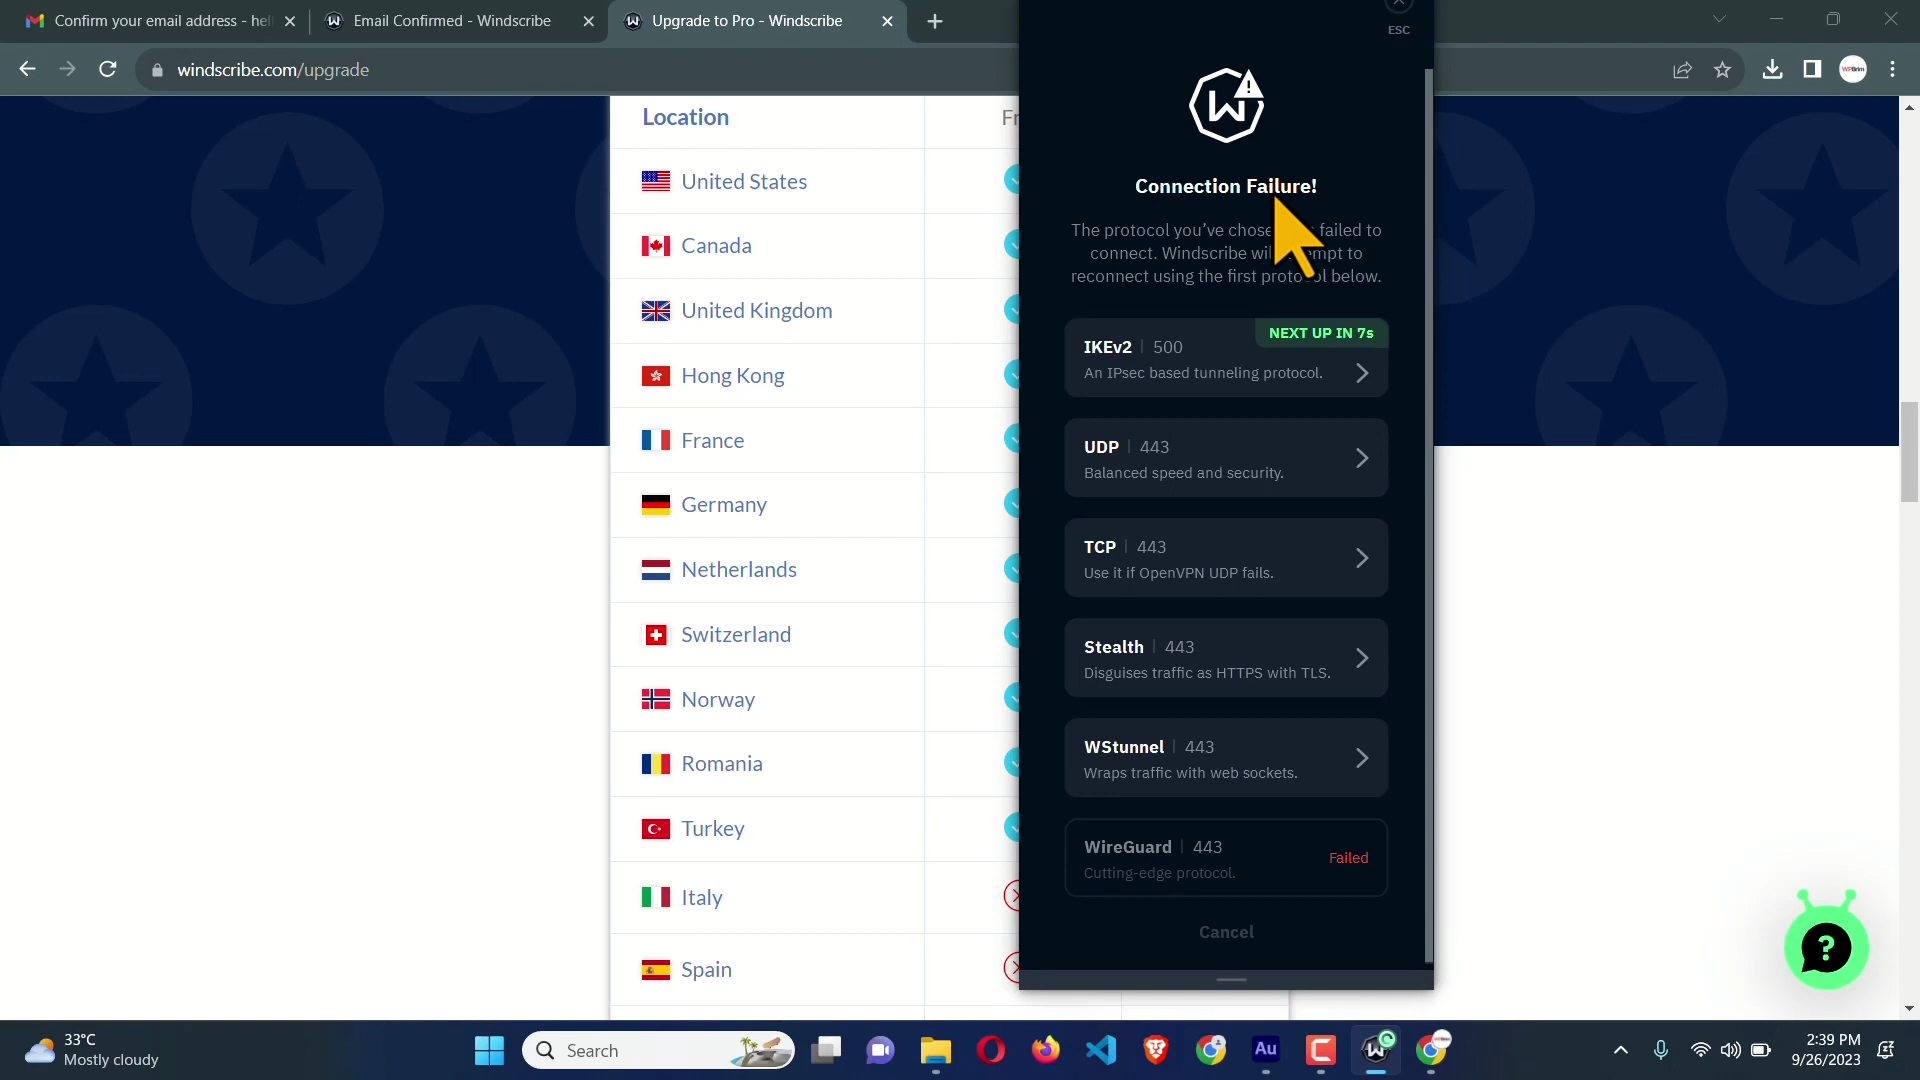 Confirm your email address - hel
Email Confirmed - Windscribe
Upgrade to Pro - Windscribe
windscribe.com/upgrade
ESC
Location
Fr
United States
Canada
United Kingdom
Hong Kong
France
Germany
Netherlands
Switzerland
Norway
Romania
Turkey
Italy
Spain
Connection Failure!
The protocol you've chose failed to
connect. Windscribe will empt to
reconnect using the first protocol below.
NEXT UP IN 7s
IKEv2 | 500
An IPsec based tunneling protocol.
UDP | 443
Balanced speed and security.
TCP | 443
Use it if OpenVPN UDP fails.
Stealth | 443
Disguises traffic as HTTPS with TLS.
WStunnel | 443
Wraps traffic with web sockets.
WireGuard | 443
Failed
Cutting-edge protocol.
Cancel
33°C
Mostly cloudy
Search
Au
2:39 PM
9/26/2023